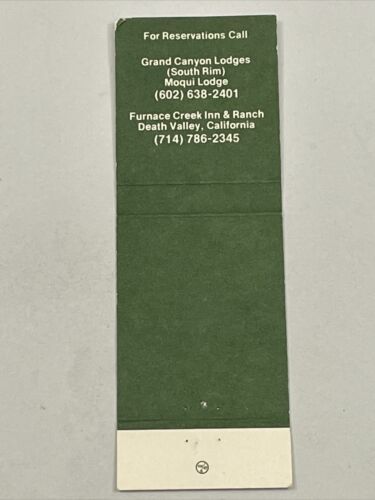 For Reservations Call
Grand Canyon Lodges
(South Rim)
Moqui Lodge
(602) 638-2401
Furnace Creek Inn & Ranch
Death Valley, California
(714) 786-2345